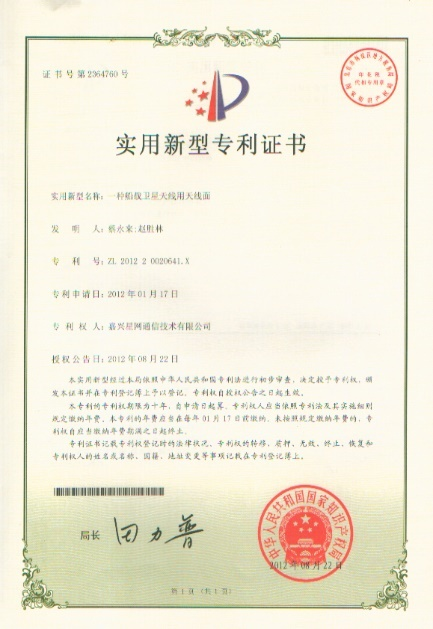 证书号第2364760号
实用新型专利证书
实用新型名称：一种船载卫星天线用天线面
发 明 人：杨水来;赵胜林
专 利 号：ZL 2012 2 0020641.X
专利申请日：2012年01月17日
专 利 权 人：嘉兴星网通信技术有限公司
授权公告日：2012年08月22日
本实用新型经过本局依照中华人民共和国专利法进行初步审查，决定授予专利权，颁
发本证书并在专利登记簿上予以登记。专利权自授权公告之日起生效。
本专利的专利权期限为十年，自申请日起算。专利权人应当依照专利法及其实施细则
规定缴纳年费。本专利的年费应当在每年01月17日前缴纳。未按照规定缴纳年费的，专利
权自应当缴纳年费期满之日起终止。
专利证书记载专利权登记时的法律状况。专利权的转移、质押、无效、终止、恢复和
专利权人的姓名或名称、国籍、地址变更等事项记载在专利登记簿上。
局长
田力普
中华人民共和国国家知识产权局
2012年08月22日
第1页（共1页）